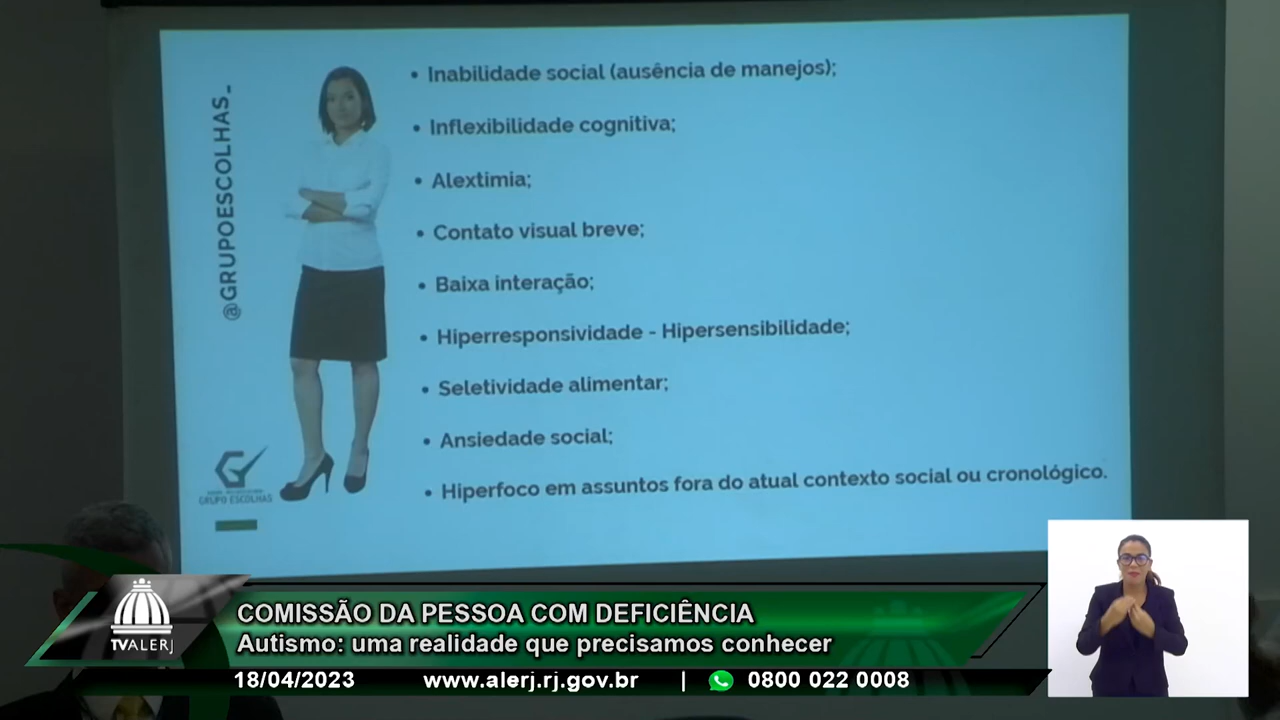 @GRUPOESCOLHAS_
• Inabilidade social (ausência de manejos);
• Inflexibilidade cognitiva;
• Alextimia;
• Contato visual breve;
• Baixa interação;
• Hiperresponsividade - Hipersensibilidade;
• Seletividade alimentar;
• Ansiedade social;
• Hiperfoco em assuntos fora do atual contexto social ou cronológico.
GRUPO ESCOLHAS
TVALERJ
COMISSÃO DA PESSOA COM DEFICIÊNCIA
Autismo: uma realidade que precisamos conhecer
18/04/2023 www.alerj.rj.gov.br | 0800 022 0008